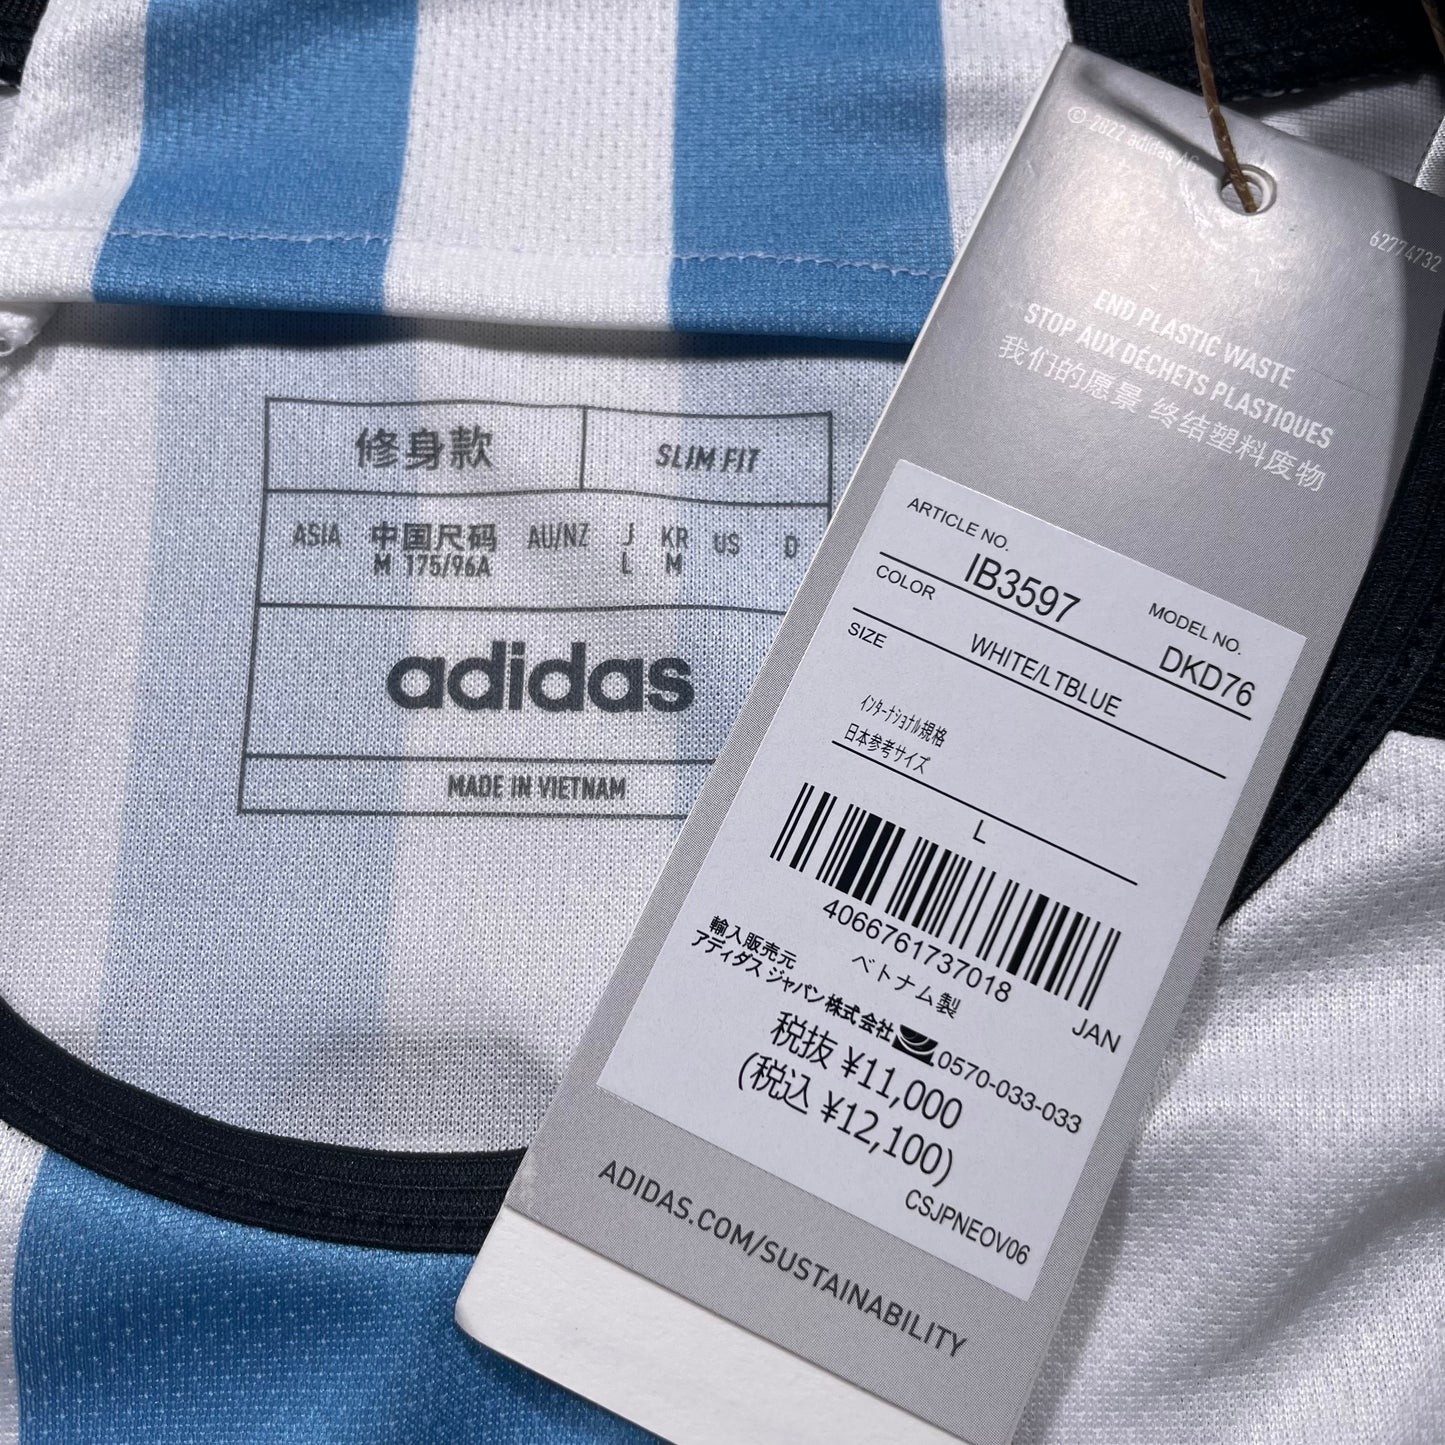 修身款 SLIM FIT
ASIA 中国尺码 AU/NZ J KR US D
M 175/96A L M
adidas
MADE IN VIETNAM
© 2022 adidas AG
62774732
END PLASTIC WASTE
STOP AUX DÉCHETS PLASTIQUES
我们的愿景 终结塑料废物
ARTICLE NO.
IB3597
MODEL NO.
DKD76
COLOR
WHITE/LTBLUE
SIZE
インターナショナル規格
日本参考サイズ
L
4066761737018
JAN
ベトナム製
輸入販売元
アディダス ジャパン株式会社 0570-033-033
税抜 ¥11,000
(税込 ¥12,100)
CSJPNEOV06
ADIDAS.COM/SUSTAINABILITY